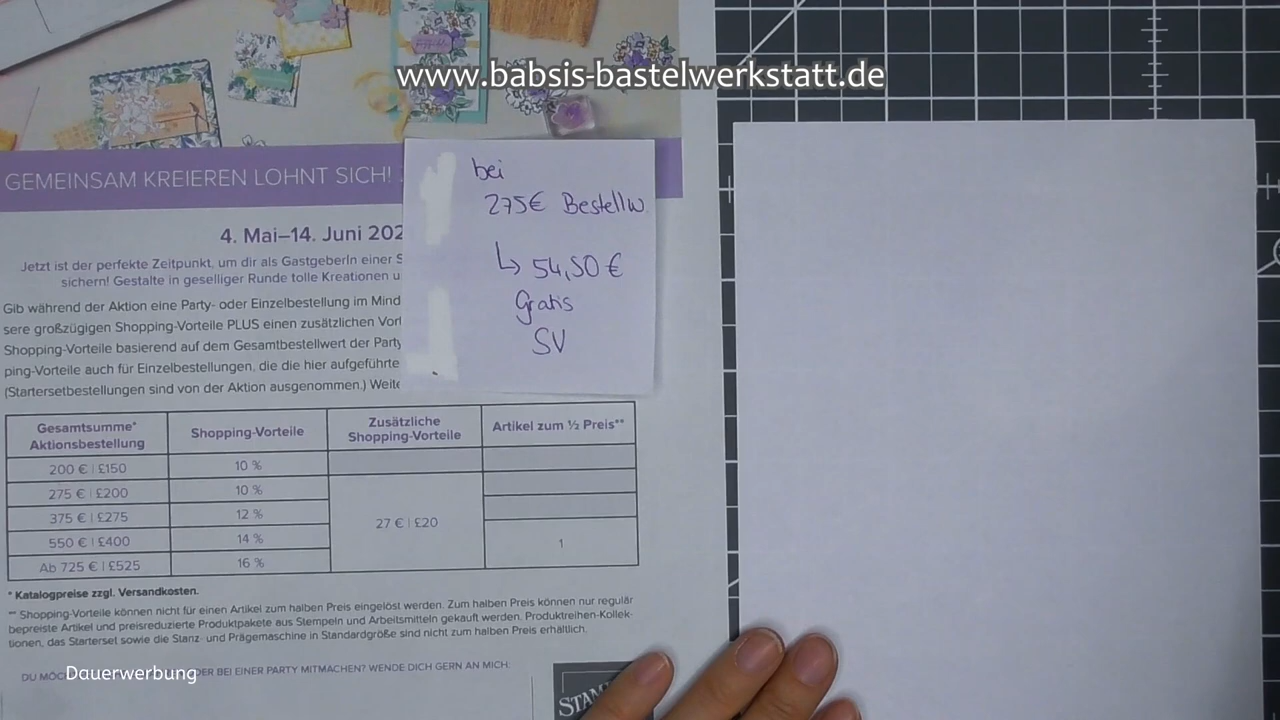 www.babsis-bastelwerkstatt.de
GEMEINSAM KREIEREN LOHNT SICH!
4. Mai–14. Juni 202
Jetzt ist der perfekte Zeitpunkt, um dir als GastgeberIn einer
sichern! Gestalte in geselliger Runde tolle Kreationen
Gib während der Aktion eine Party- oder Einzelbestellung im
sere großzügigen Shopping-Vorteile PLUS einen zusätzlichen
Shopping-Vorteile basierend auf dem Gesamtbestellwert der Party
ping-Vorteile auch für Einzelbestellungen, die die hier aufgeführte
(Startersetbestellungen sind von der Aktion ausgenommen.)
bei
275€ Bestellw
↳ 54,50 €
Gratis
SV
Gesamtsumme* Aktionsbestellung | Shopping-Vorteile | Zusätzliche Shopping-Vorteile | Artikel zum ½ Preis**
200 € | £150 10 %
275 € | £200 10 %
375 € | £275 12 %
27 € | £20
550 € | £400 14 %
1
Ab 725 € | £525 16 %
* Katalogpreise zzgl. Versandkosten.
** Shopping-Vorteile können nicht für einen Artikel zum halben Preis eingelöst werden. Zum halben Preis können nur regulär
bepreiste Artikel und preisreduzierte Produktpakete aus Stempeln und Arbeitsmitteln gekauft werden. Produktreihen-Kollek-
tionen, das Starterset sowie die Stanz- und Prägemaschine in Standardgröße sind nicht zum halben Preis erhältlich.
DER BEI EINER PARTY MITMACHEN? WENDE DICH GERN AN MICH:
Dauerwerbung